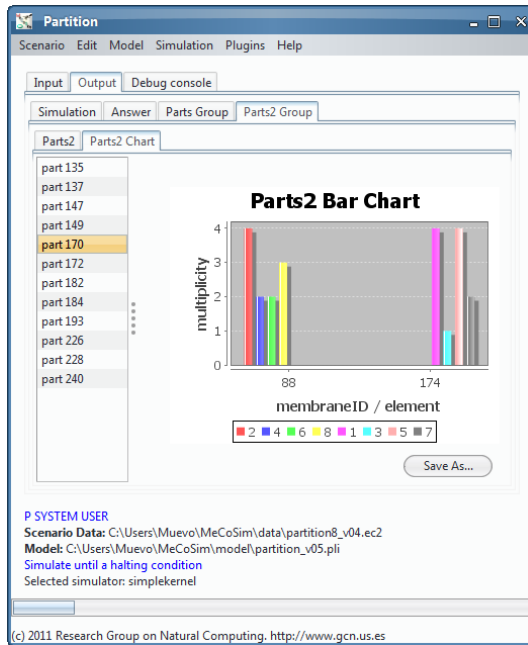 Partition
Scenario Edit Model Simulation Plugins Help
Input Output Debug console
Simulation Answer Parts Group Parts2 Group
Parts2 Parts2 Chart
part 135
part 137
part 147
part 149
part 170
part 172
part 182
part 184
part 193
part 226
part 228
part 240
Parts2 Bar Chart
multiplicity
4
3
2
1
0
88 174
membraneID / element
2 4 6 8 1 3 5 7
Save As...
P SYSTEM USER
Scenario Data: C:\Users\Muevo\MeCoSim\data\partition8_v04.ec2
Model: C:\Users\Muevo\MeCoSim\model\partition_v05.pli
Simulate until a halting condition
Selected simulator: simplekernel
(c) 2011 Research Group on Natural Computing. http://www.gcn.us.es